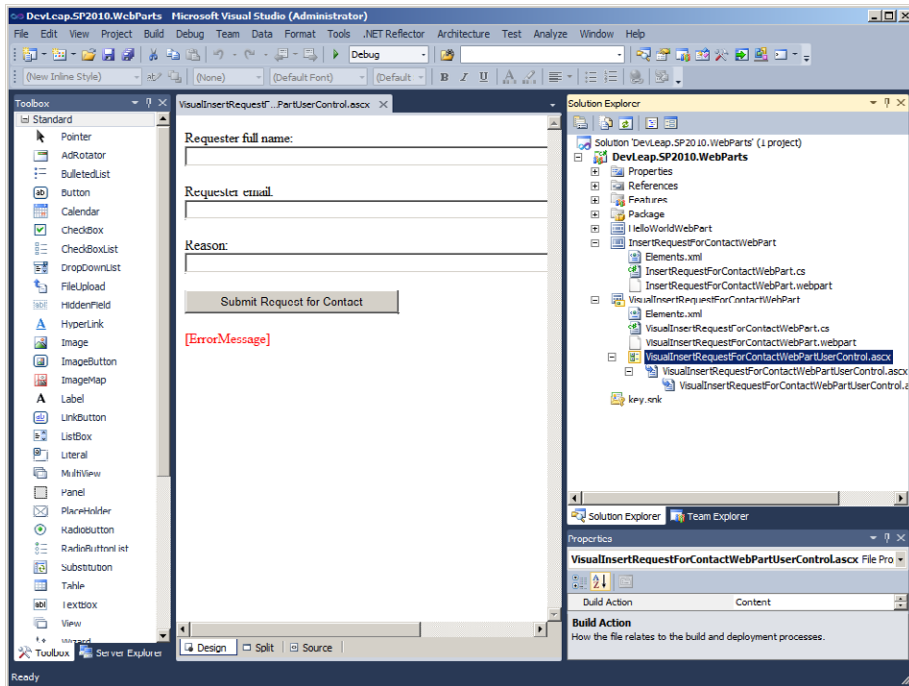 DevLeap.SP2010.WebParts - Microsoft Visual Studio (Administrator)
File Edit View Project Build Debug Team Data Format Tools .NET Reflector Architecture Test Analyze Window Help
Debug
(New Inline Style) (None) (Default Font) (Default B I U A
Toolbox
Standard
Pointer
AdRotator
BulletedList
Button
Calendar
CheckBox
CheckBoxList
DropDownList
FileUpload
HiddenField
HyperLink
Image
ImageButton
ImageMap
Label
LinkButton
ListBox
Literal
MultiView
Panel
PlaceHolder
RadioButton
RadioButtonList
Substitution
Table
TextBox
View
Wizard
Toolbox Server Explorer
VisualInsertRequestF...PartUserControl.ascx
Requester full name:
Requester email:
Reason:
Submit Request for Contact
[ErrorMessage]
Design Split Source
Solution Explorer
Solution 'DevLeap.SP2010.WebParts' (1 project)
DevLeap.SP2010.WebParts
Properties
References
Features
Package
HelloWorldWebPart
InsertRequestForContactWebPart
Elements.xml
InsertRequestForContactWebPart.cs
InsertRequestForContactWebPart.webpart
VisualInsertRequestForContactWebPart
Elements.xml
VisualInsertRequestForContactWebPart.cs
VisualInsertRequestForContactWebPart.webpart
VisualInsertRequestForContactWebPartUserControl.ascx
VisualInsertRequestForContactWebPartUserControl.ascx
VisualInsertRequestForContactWebPartUserControl.a
key.snk
Solution Explorer Team Explorer
Properties
VisualInsertRequestForContactWebPartUserControl.ascx File Pro
Build Action Content
Build Action
How the file relates to the build and deployment processes.
Ready